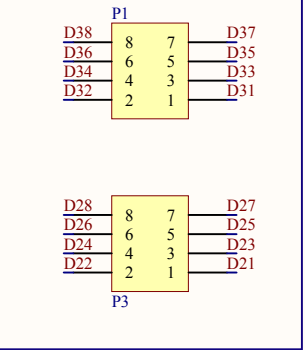 P1
D38 8 7 D37
D36 6 5 D35
D34 4 3 D33
D32 2 1 D31
D28 8 7 D27
D26 6 5 D25
D24 4 3 D23
D22 2 1 D21
P3